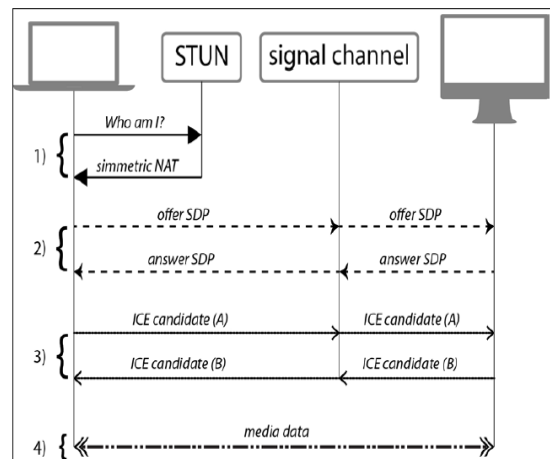 STUN signal channel
Who am I?
1)
simmetric NAT
offer SDP offer SDP
2)
answer SDP answer SDP
ICE candidate (A) ICE candidate (A)
3)
ICE candidate (B) ICE candidate (B)
media data
4)